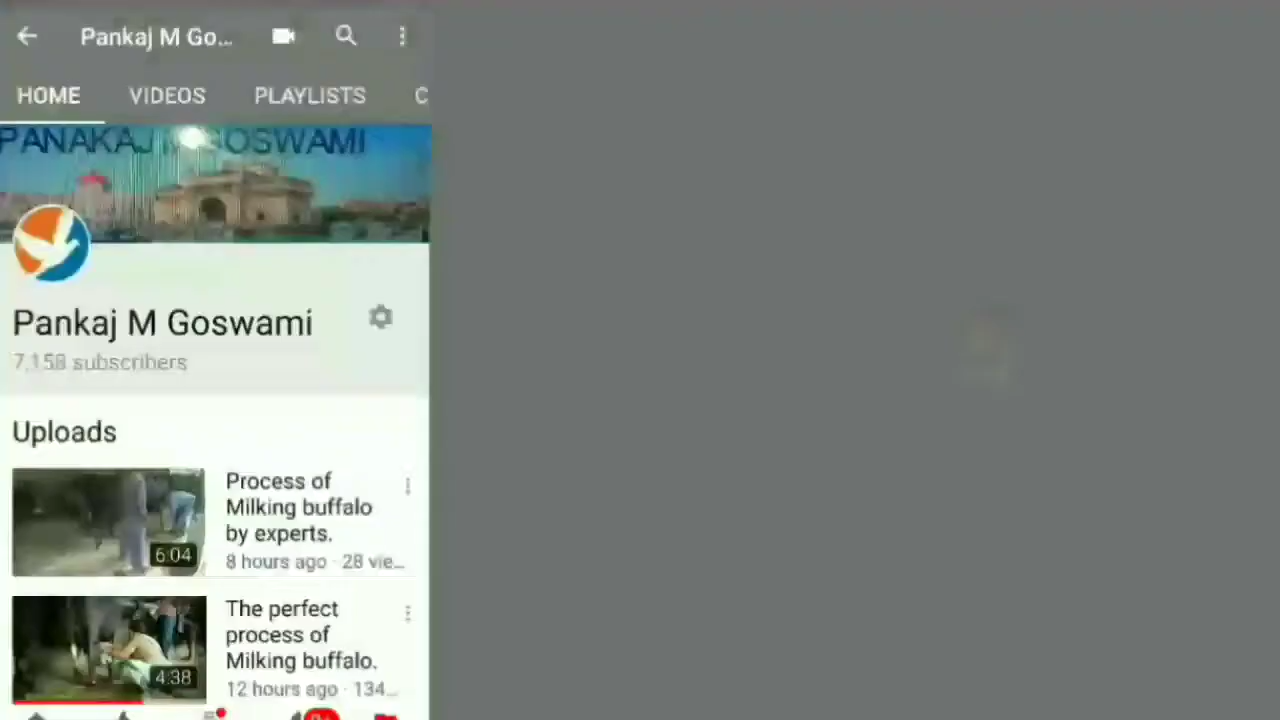 Pankaj M Go...
HOME VIDEOS PLAYLISTS C
PANAKAJ M GOSWAMI
Pankaj M Goswami
7,158 subscribers
Uploads
Process of
Milking buffalo
by experts.
6:04
8 hours ago · 28 vie...
The perfect
process of
Milking buffalo.
4:38
12 hours ago · 134...